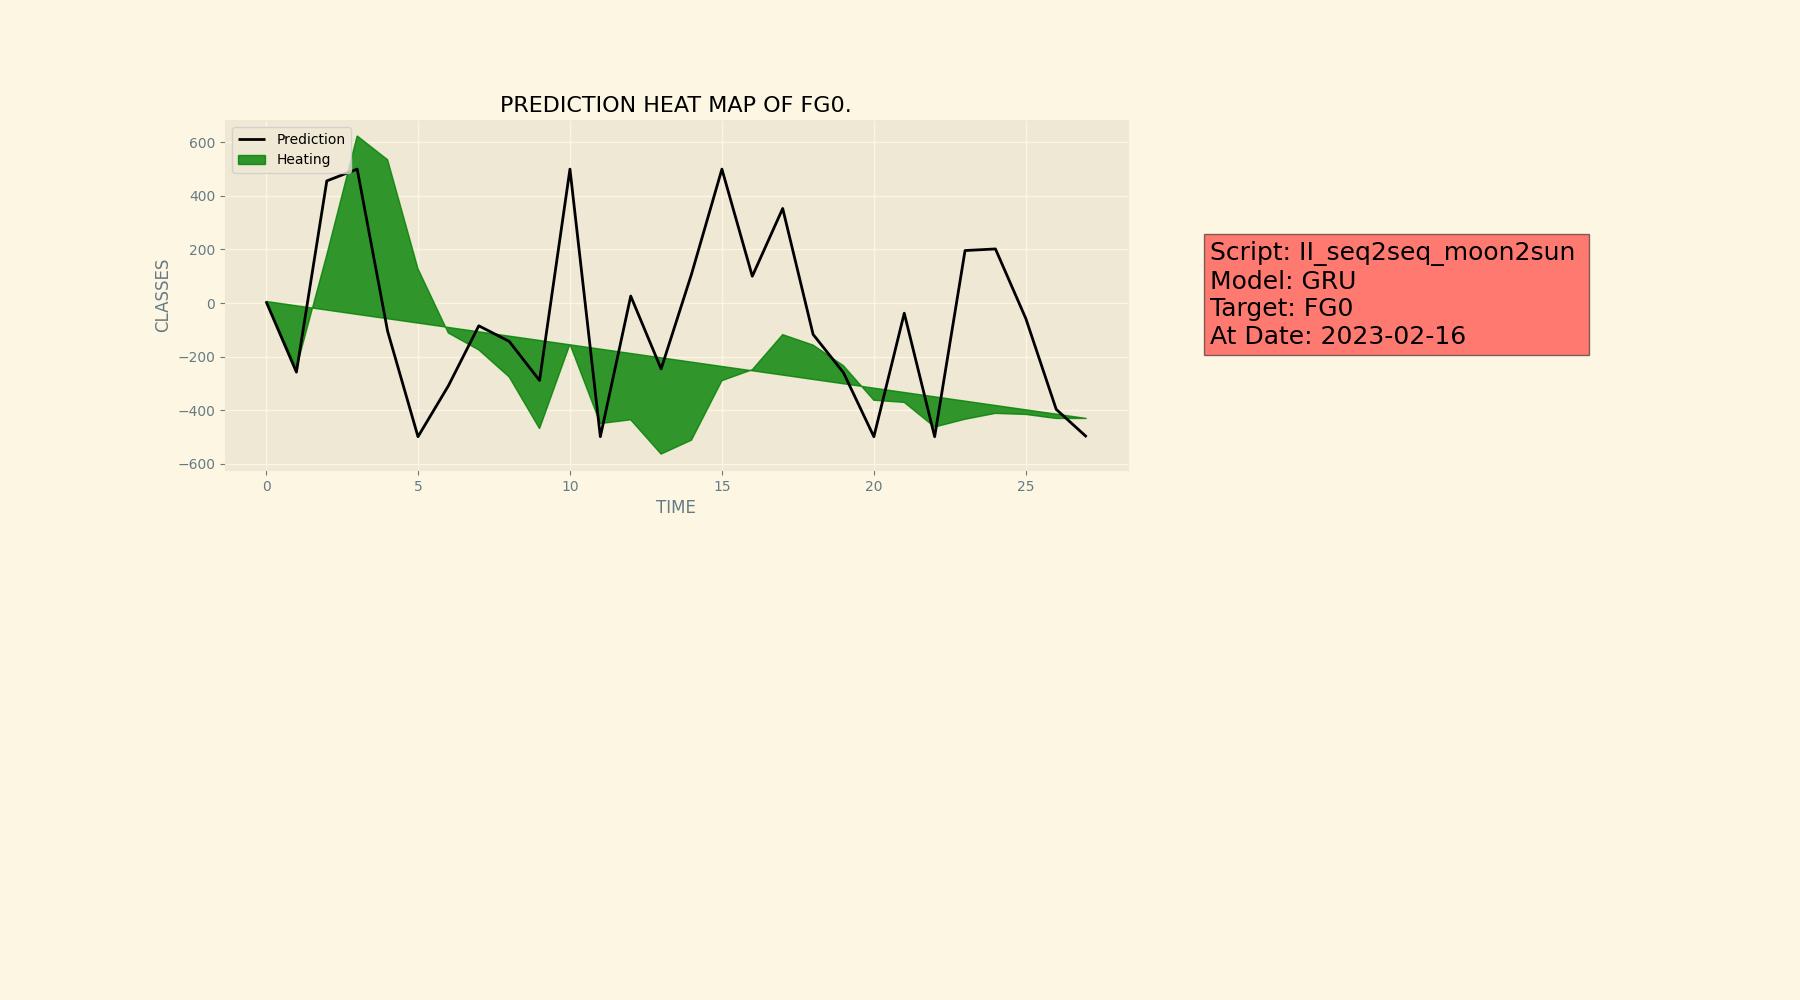 PREDICTION HEAT MAP OF FG0.
Prediction
Heating
600
400
200
0
−200
−400
−600
CLASSES
0 5 10 15 20 25
TIME
Script: II_seq2seq_moon2sun
Model: GRU
Target: FG0
At Date: 2023-02-16